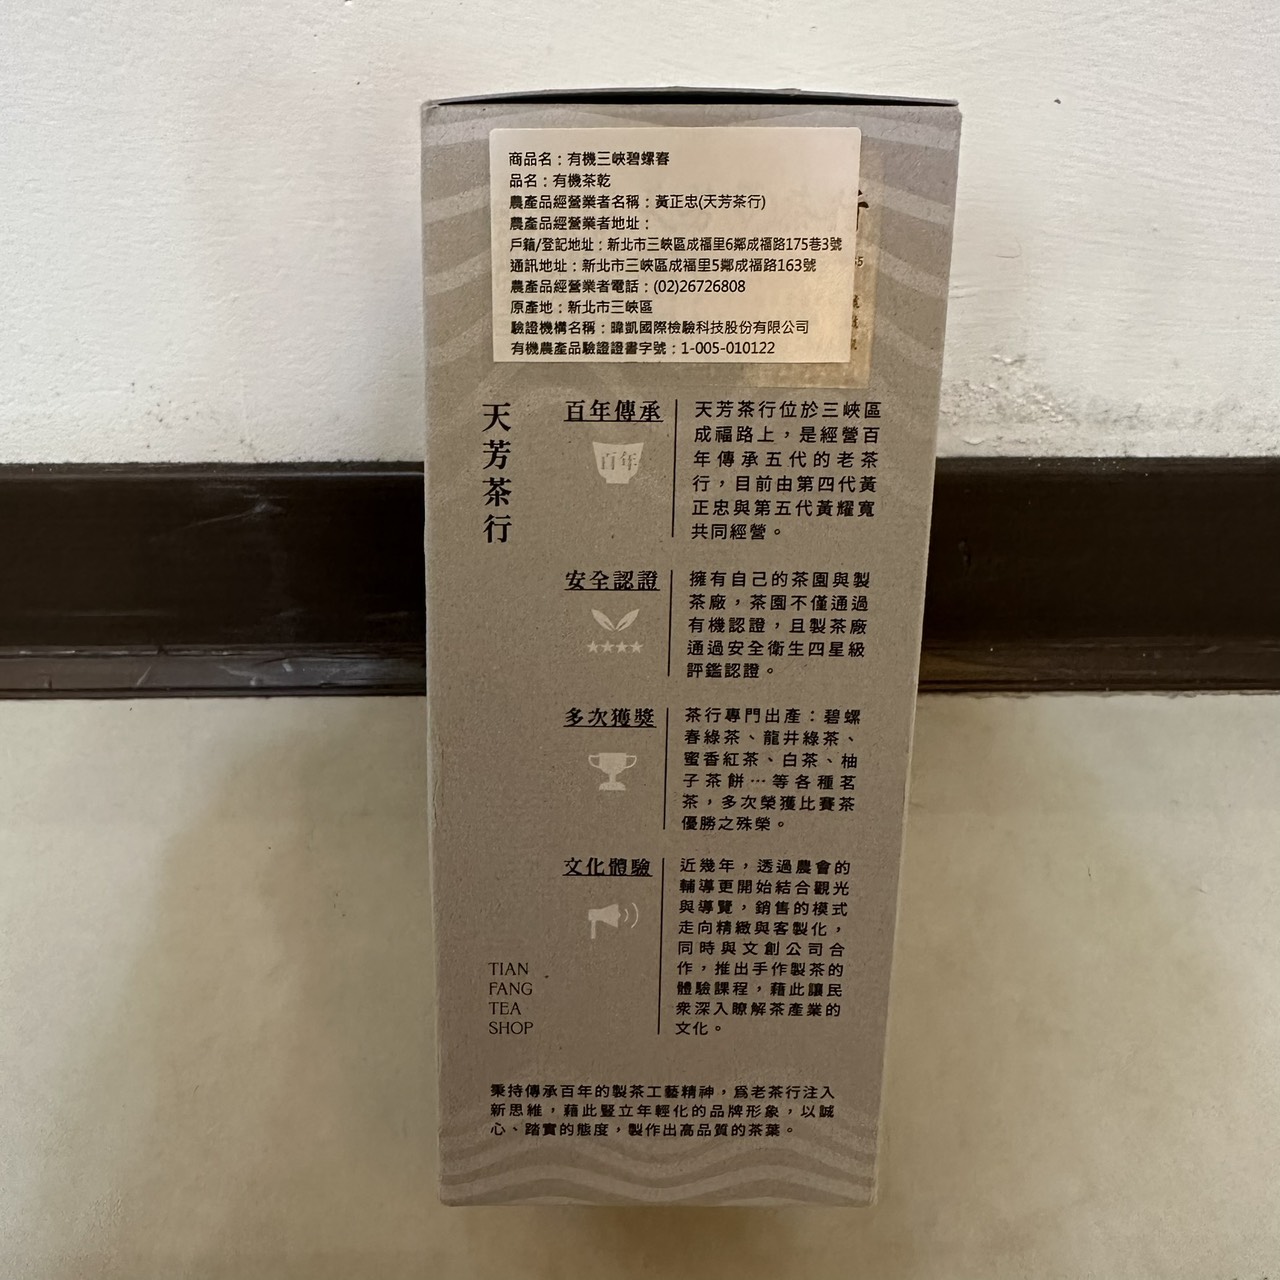 商品名：有機三峽碧螺春
品名：有機茶乾
農產品經營業者名稱：黃正忠(天芳茶行)
農產品經營業者地址：
戶籍/登記地址：新北市三峽區成福里6鄰成福路175巷3號
通訊地址：新北市三峽區成福里5鄰成福路163號
農產品經營業者電話：(02)26726808
原產地：新北市三峽區
驗證機構名稱：暐凱國際檢驗科技股份有限公司
有機農產品驗證證書字號：1-005-010122
天芳茶行
百年傳承
百年
天芳茶行位於三峽區
成福路上，是經營百
年傳承五代的老茶
行，目前由第四代黃
正忠與第五代黃耀寬
共同經營。
安全認證
擁有自己的茶園與製
茶廠，茶園不僅通過
有機認證，且製茶廠
通過安全衛生四星級
評鑑認證。
多次獲獎
茶行專門出產：碧螺
春綠茶、龍井綠茶、
蜜香紅茶、白茶、柚
子茶餅…等各種茗
茶，多次榮獲比賽茶
優勝之殊榮。
文化體驗
近幾年，透過農會的
輔導更開始結合觀光
與導覽，銷售的模式
走向精緻與客製化，
同時與文創公司合
作，推出手作製茶的
體驗課程，藉此讓民
眾深入瞭解茶產業的
文化。
TIAN
FANG
TEA
SHOP
秉持傳承百年的製茶工藝精神，為老茶行注入
新思維，藉此豎立年輕化的品牌形象，以誠
心、踏實的態度，製作出高品質的茶葉。